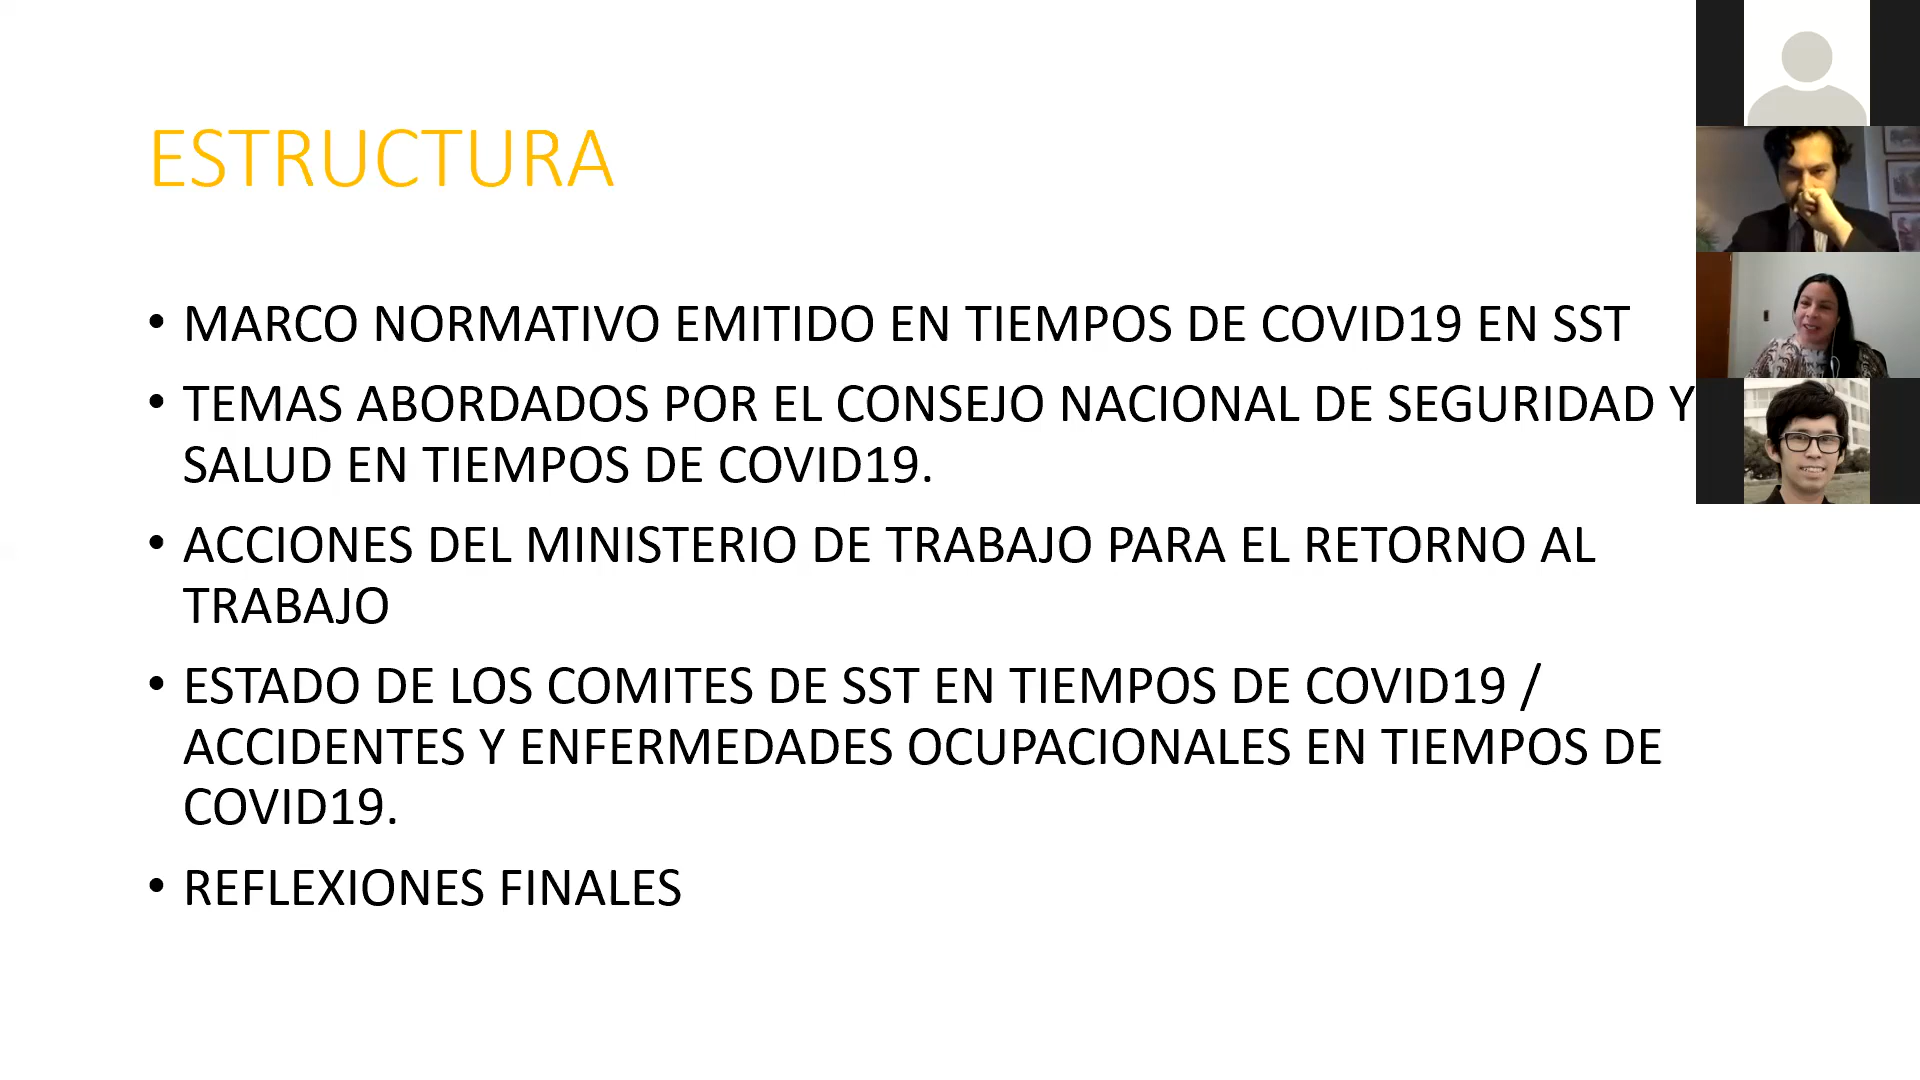 ESTRUCTURA
• MARCO NORMATIVO EMITIDO EN TIEMPOS DE COVID19 EN SST
• TEMAS ABORDADOS POR EL CONSEJO NACIONAL DE SEGURIDAD Y
SALUD EN TIEMPOS DE COVID19.
• ACCIONES DEL MINISTERIO DE TRABAJO PARA EL RETORNO AL
TRABAJO
• ESTADO DE LOS COMITES DE SST EN TIEMPOS DE COVID19 /
ACCIDENTES Y ENFERMEDADES OCUPACIONALES EN TIEMPOS DE
COVID19.
• REFLEXIONES FINALES